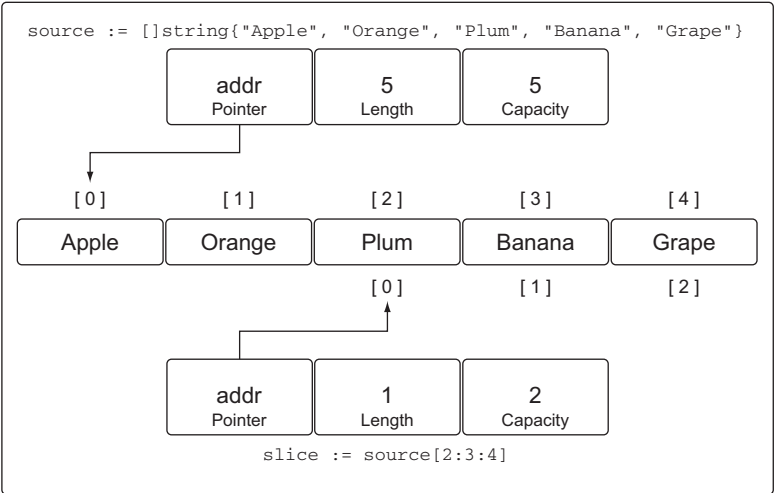 source := []string{"Apple", "Orange", "Plum", "Banana", "Grape"}
addr 5 5
Pointer Length Capacity
[0] [1] [2] [3] [4]
Apple Orange Plum Banana Grape
[0] [1] [2]
addr 1 2
Pointer Length Capacity
slice := source[2:3:4]